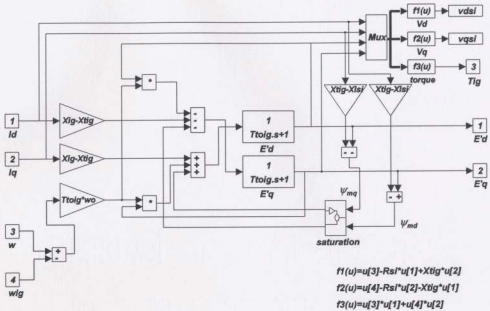 f1(u)
vdsi
Vd
Mux
f2(u)
vqsi
Vq
f3(u)
3
torque
Tig
*
Xtig-Xlsi
Xtig-Xlsi
1
Id
Xig-Xtig
-
-
-
1
Ttoig.s+1
E'd
1
E'd
2
Iq
Xig-Xtig
+
+
+
- -
1
Ttoig.s+1
E'q
2
E'q
Ttoig*wo
*
Ψmq
- +
saturation
Ψmd
3
w
+
-
4
wig
f1(u)=u[3]-Rsi*u[1]+Xtig*u[2]
f2(u)=u[4]-Rsi*u[2]-Xtig*u[1]
f3(u)=u[3]*u[1]+u[4]*u[2]